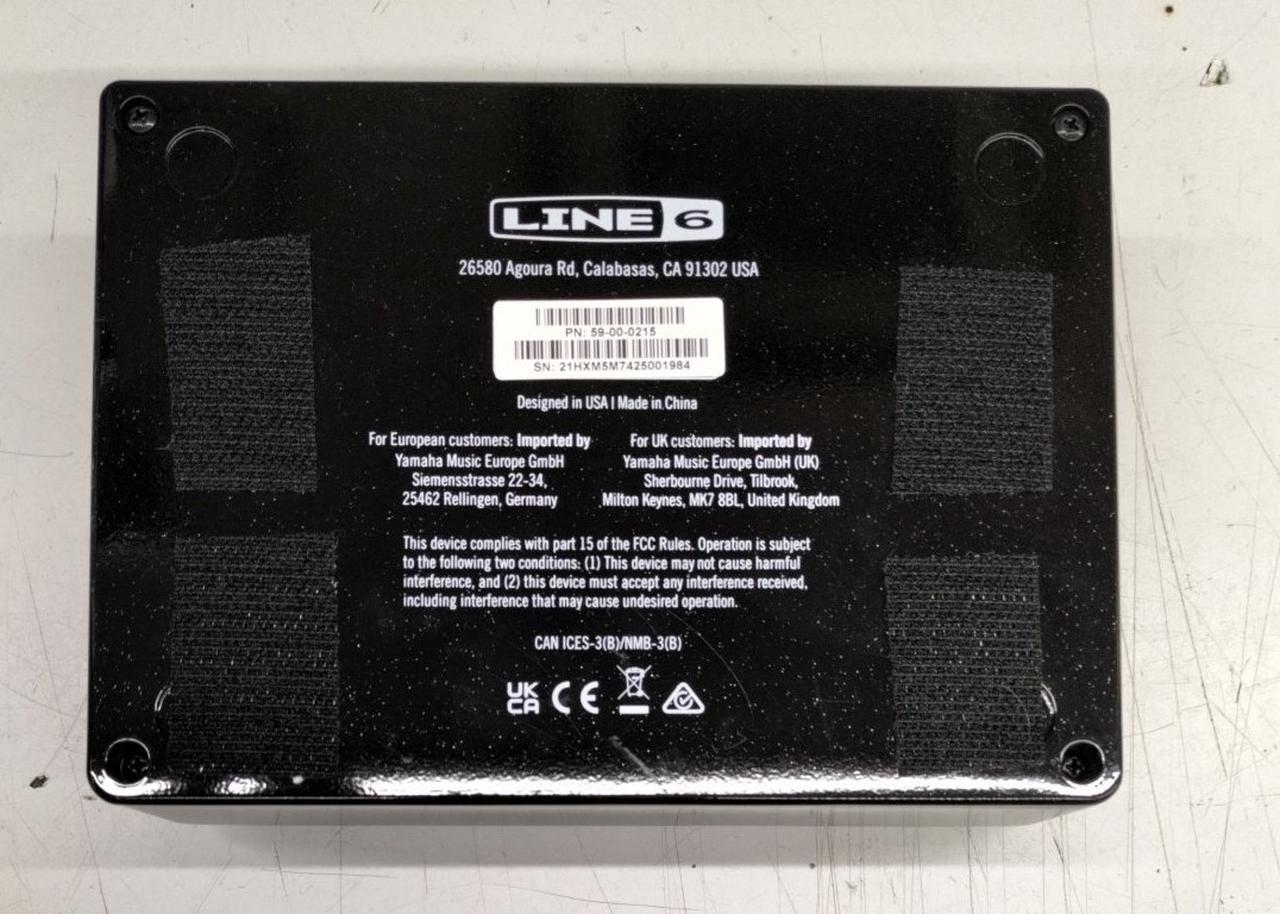 LINE 6
26580 Agoura Rd, Calabasas, CA 91302 USA
PN: 59-00-0215
SN: 21HXM5M7425001984
Designed in USA | Made in China
For European customers: Imported by
Yamaha Music Europe GmbH
Siemensstrasse 22-34,
25462 Rellingen, Germany
For UK customers: Imported by
Yamaha Music Europe GmbH (UK)
Sherbourne Drive, Tilbrook,
Milton Keynes, MK7 8BL, United Kingdom
This device complies with part 15 of the FCC Rules. Operation is subject
to the following two conditions: (1) This device may not cause harmful
interference, and (2) this device must accept any interference received,
including interference that may cause undesired operation.
CAN ICES-3(B)/NMB-3(B)
UK
CA CE